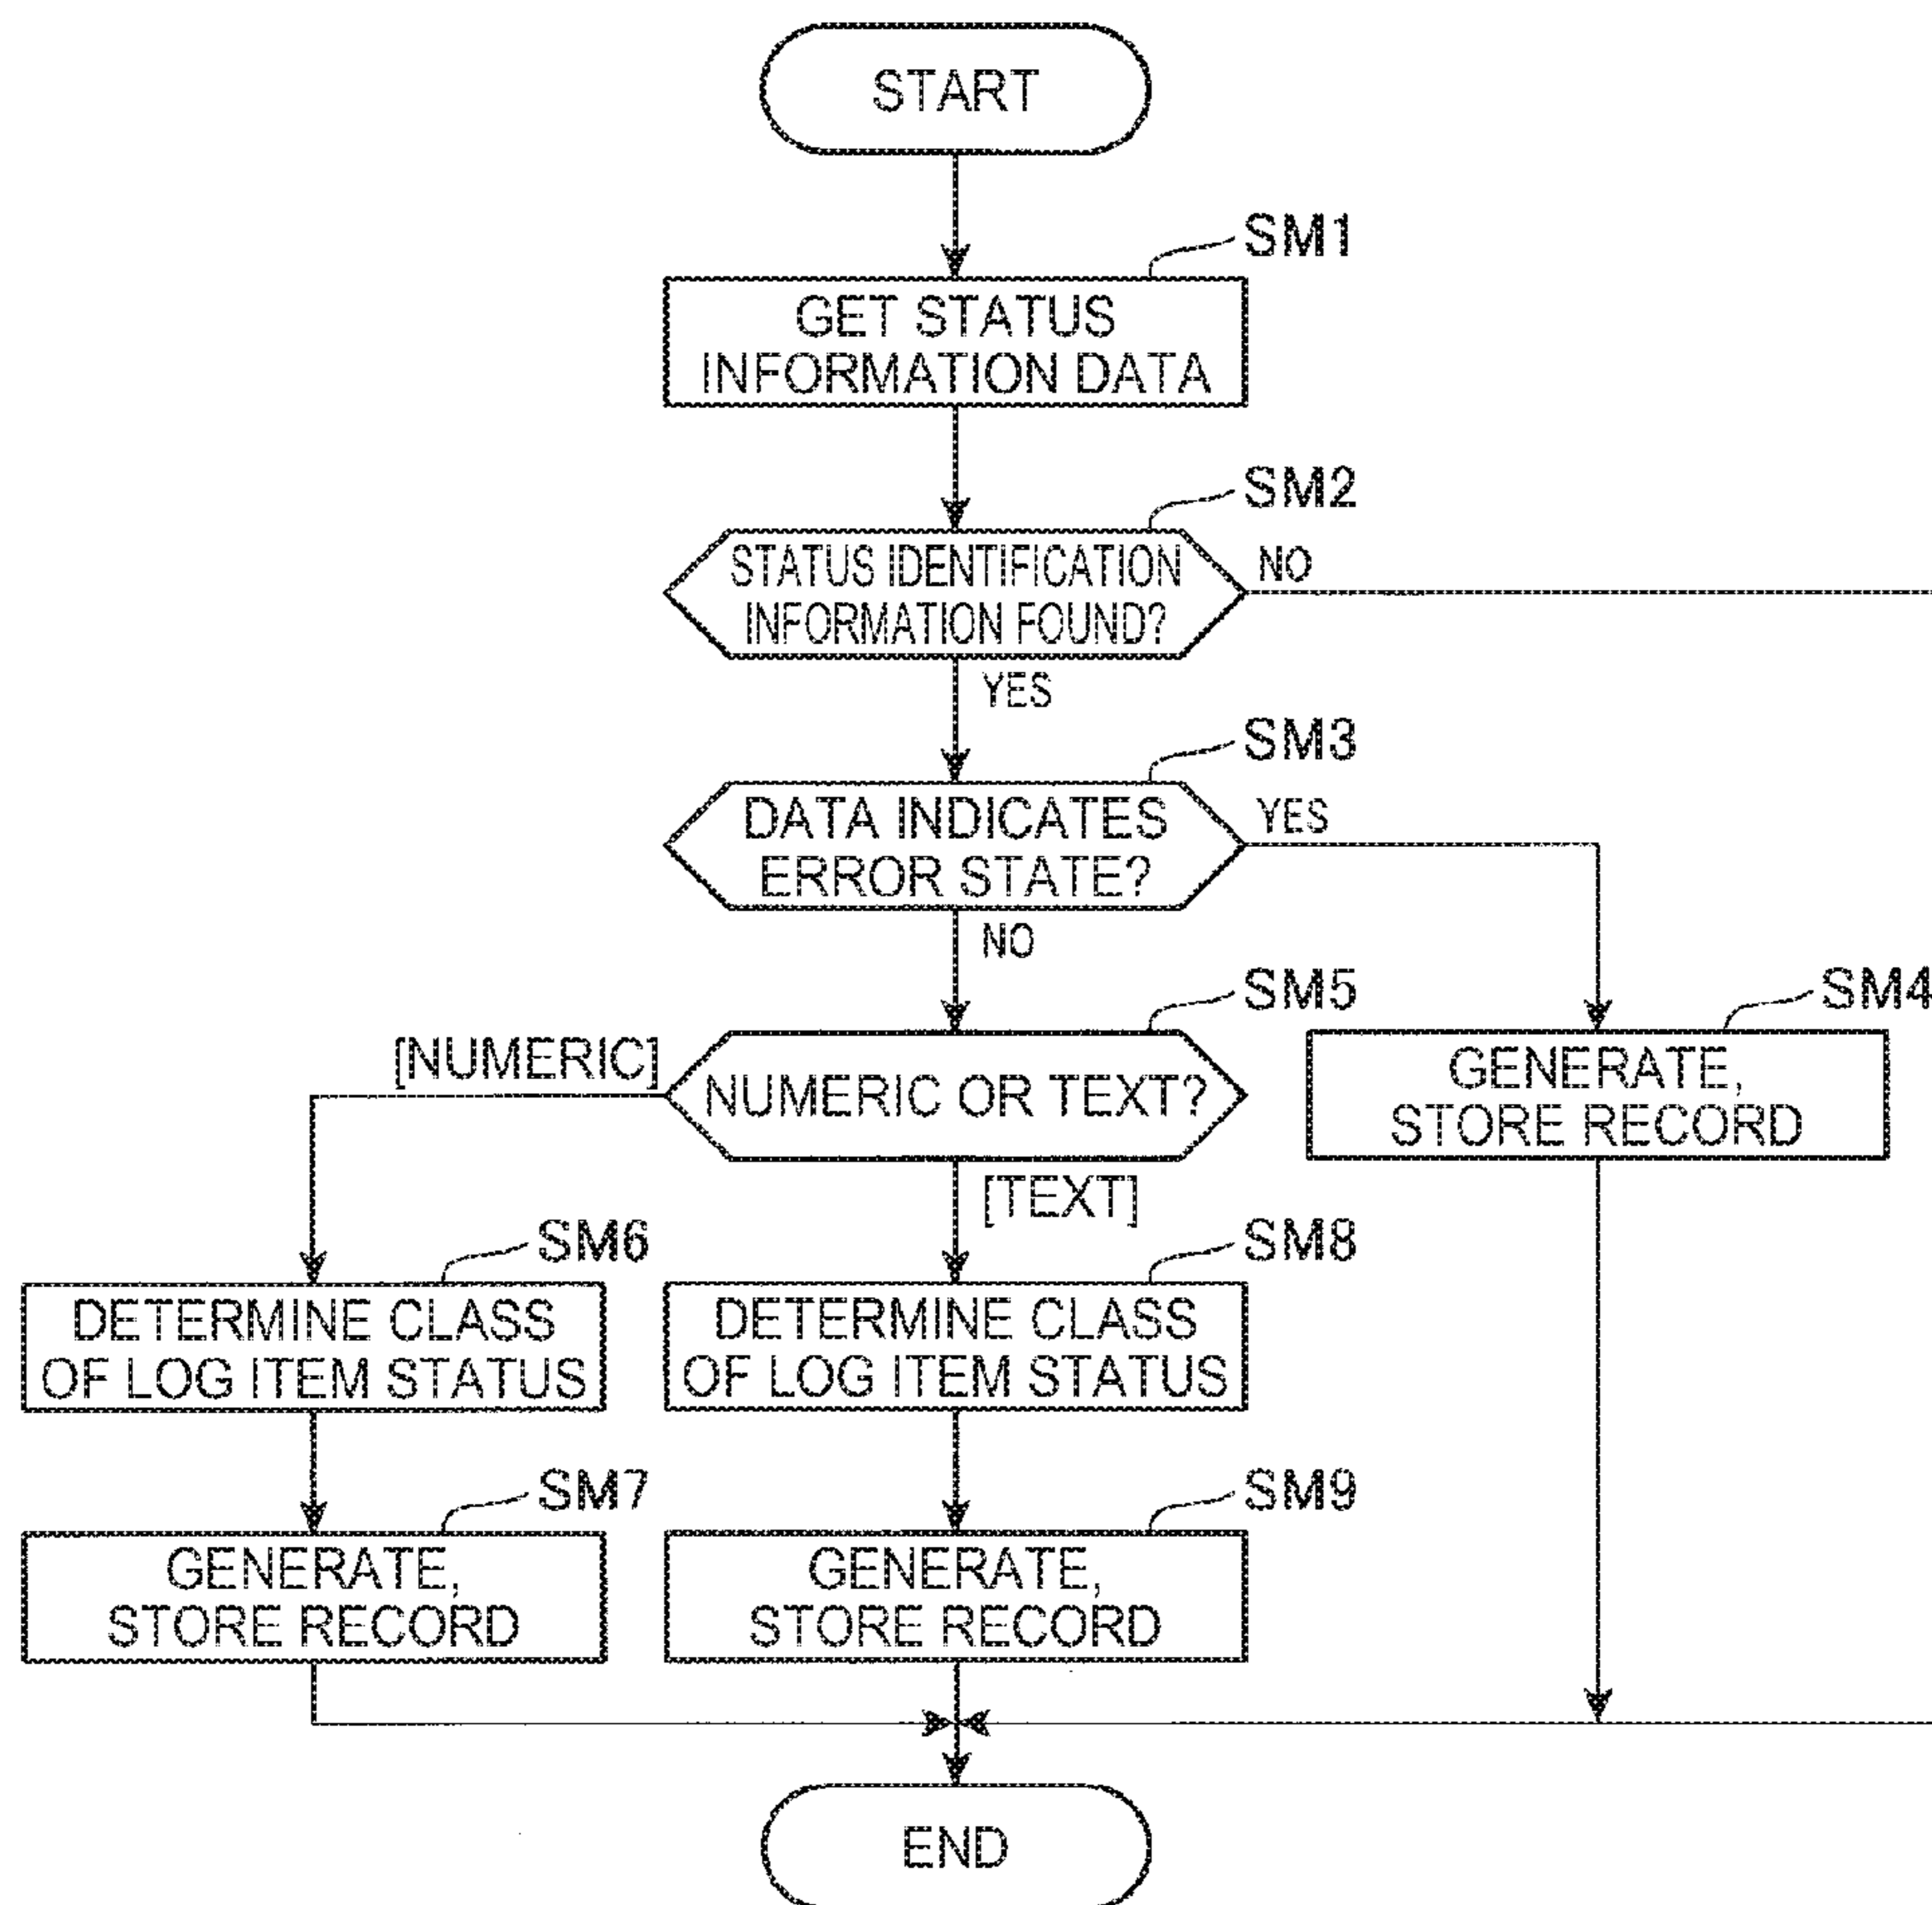 START
SM1
GET STATUS
INFORMATION DATA
SM2
STATUS IDENTIFICATION
INFORMATION FOUND?
NO
YES
SM3
DATA INDICATES
ERROR STATE?
YES
NO
SM5
SM4
[NUMERIC]
NUMERIC OR TEXT?
GENERATE,
STORE RECORD
[TEXT]
SM6
SM8
DETERMINE CLASS
OF LOG ITEM STATUS
DETERMINE CLASS
OF LOG ITEM STATUS
SM7
SM9
GENERATE,
STORE RECORD
GENERATE,
STORE RECORD
END